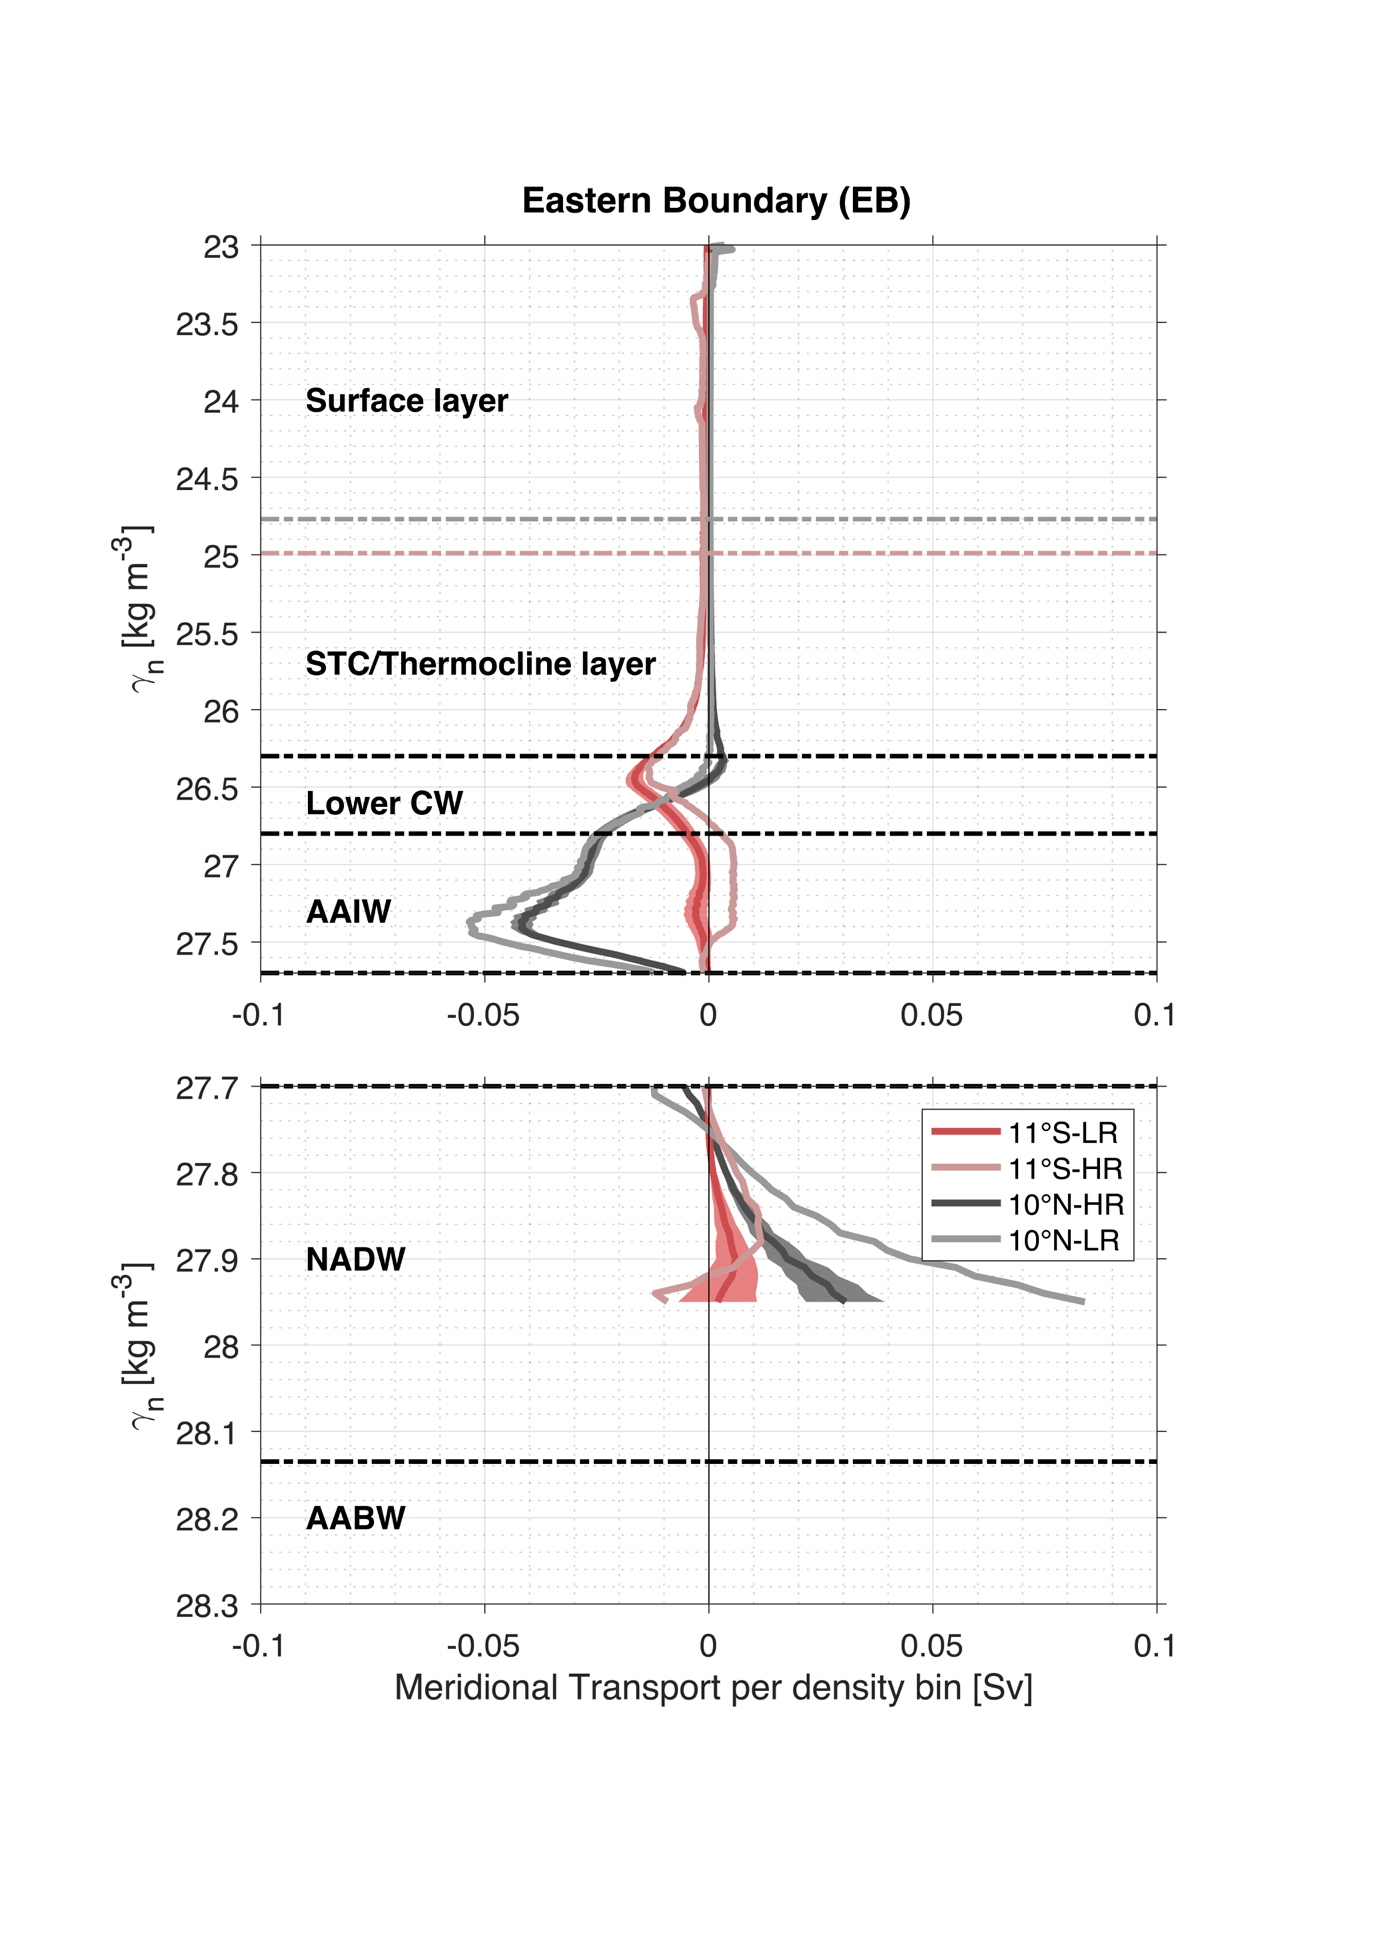 Eastern Boundary (EB)
23
23.5
24
24.5
25
25.5
26
26.5
27
27.5
γn [kg m-3]
Surface layer
STC/Thermocline layer
Lower CW
AAIW
-0.1
-0.05
0
0.05
0.1
27.7
27.8
27.9
28
28.1
28.2
28.3
γn [kg m-3]
11°S-LR
11°S-HR
10°N-HR
10°N-LR
NADW
AABW
-0.1
-0.05
0
0.05
0.1
Meridional Transport per density bin [Sv]